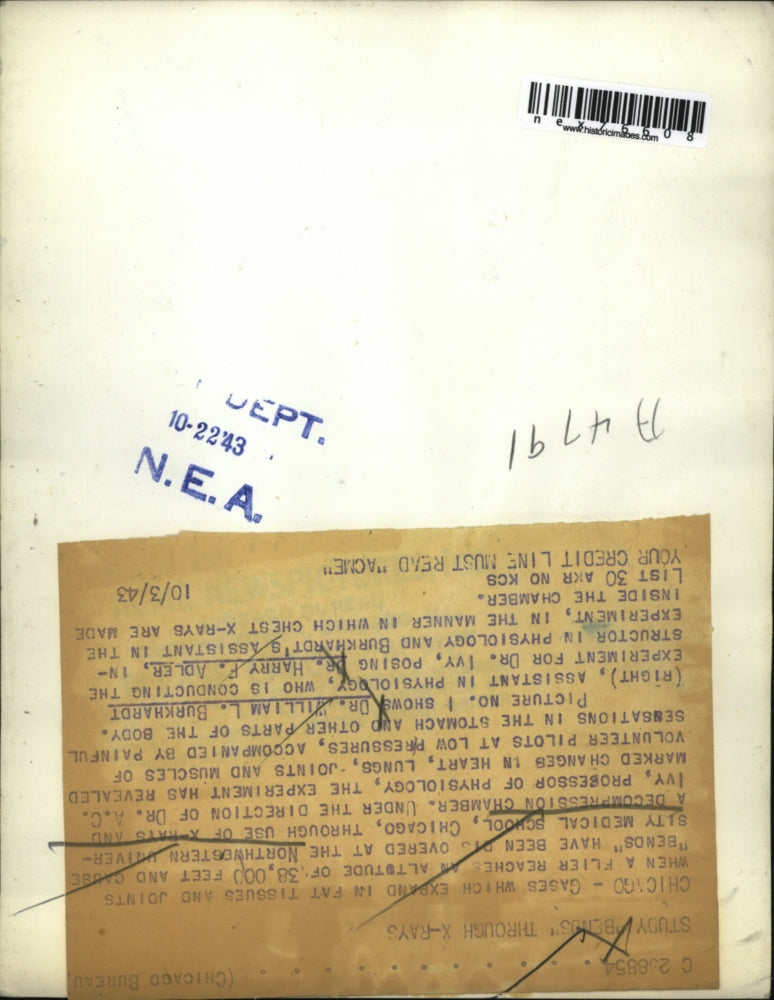 nex76608
www.historicimages.com
DEPT.
10-22 43
N.E.A.
A4791
(CHICAGO BUREAU)
STUDY "BENDS" THROUGH X-RAYS
CHICAGO - GASES WHICH EXPAND IN FAT IN TISSUES AND JOINTS
WHEN A FLIER REACHES AN ALTUTUDE OF 38,000 FEET AND CAUSE
"BENDS" HAVE BEEN DISCOVERED AT THE NORTHWESTERN UNIVER-
SITY MEDICAL SCHOOL, CHICAGO, THROUGH USE OF X-RAYS AND
A DECOMPRESSION CHAMBER. UNDER THE DIRECTION OF DR. A.C.
IVY, PROFESSOR OF PHYSIOLOGY, THE EXPERIMENT HAS REVEALED
MARKED CHANGES IN HEART, LUNGS, JOINTS AND MUSCLES OF
VOLUNTEER PILOTS AT LOW PRESSURES, ACCOMPANIED BY PAINFUL
SENSATIONS IN THE STOMACH AND OTHER PARTS OF THE BODY.
PICTURE NO. 1 SHOWS DR. WILLIAM L. BURKHARDT
(RIGHT), ASSISTANT IN PHYSIOLOGY, WHO IS CONDUCTING THE
EXPERIMENT FOR DR. IVY, POSING DR. HARRY F. ADLER, IN-
STRUCTOR IN PHYSIOLOGY AND BURKHARDT'S ASSISTANT IN THE
EXPERIMENT, IN THE MANNER IN WHICH CHEST X-RAYS ARE MADE
INSIDE THE CHAMBER.
LIST 30 AKR NO KCS 10/3/43
YOUR CREDIT LINE MUST READ "ACME"